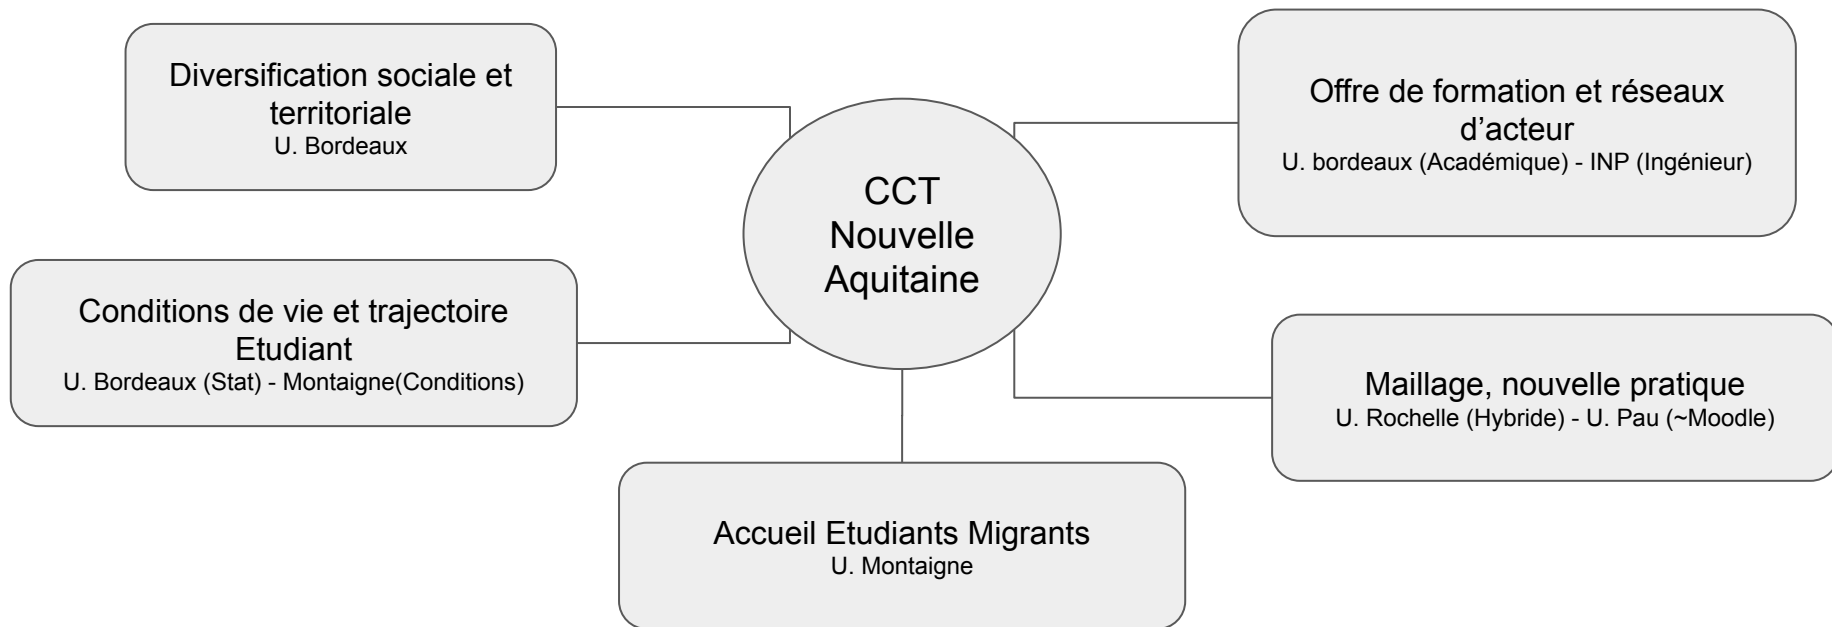 Diversification sociale et
territoriale
U. Bordeaux
Offre de formation et réseaux
d’acteur
U. bordeaux (Académique) - INP (Ingénieur)
CCT
Nouvelle
Aquitaine
Conditions de vie et trajectoire
Etudiant
U. Bordeaux (Stat) - Montaigne(Conditions)
Maillage, nouvelle pratique
U. Rochelle (Hybride) - U. Pau (~Moodle)
Accueil Etudiants Migrants
U. Montaigne